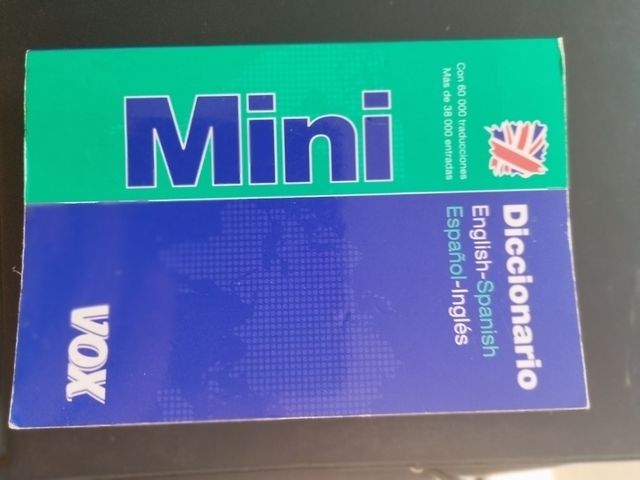 Mini
Con 60 000 traducciones
Más de 38 000 entradas
Diccionario
English-Spanish
Español-Inglés
VOX